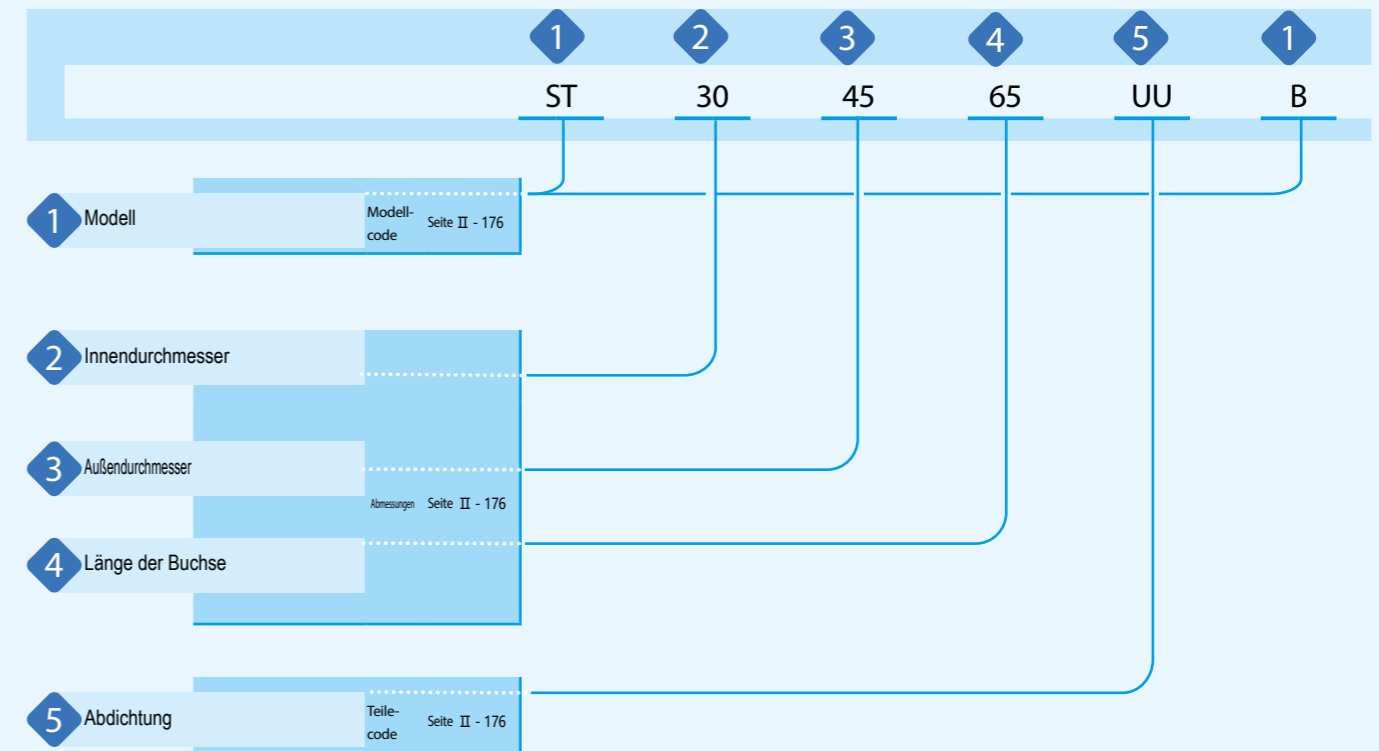 1 2 3 4 5 1
ST 30 45 65 UU B
1 Modell
Modell-
code
Seite Ⅱ - 176
2 Innendurchmesser
3 Außendurchmesser
Abmessungen Seite Ⅱ - 176
4 Länge der Buchse
5 Abdichtung
Teile-
code
Seite Ⅱ - 176